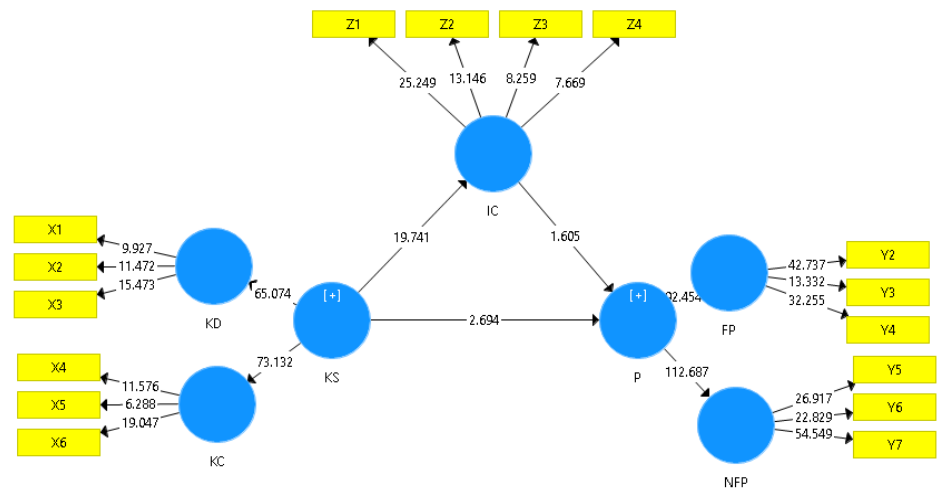 Z1
Z2
Z3
Z4
25.249
13.146
8.259
7.669
IC
19.741
1.605
X1
X2
X3
9.927
11.472
15.473
KD
65.074
[+]
KS
2.694
[+]
P
92.454
FP
42.737
13.332
32.255
Y2
Y3
Y4
73.132
X4
X5
X6
11.576
6.288
19.047
KC
112.687
NFP
26.917
22.829
54.549
Y5
Y6
Y7